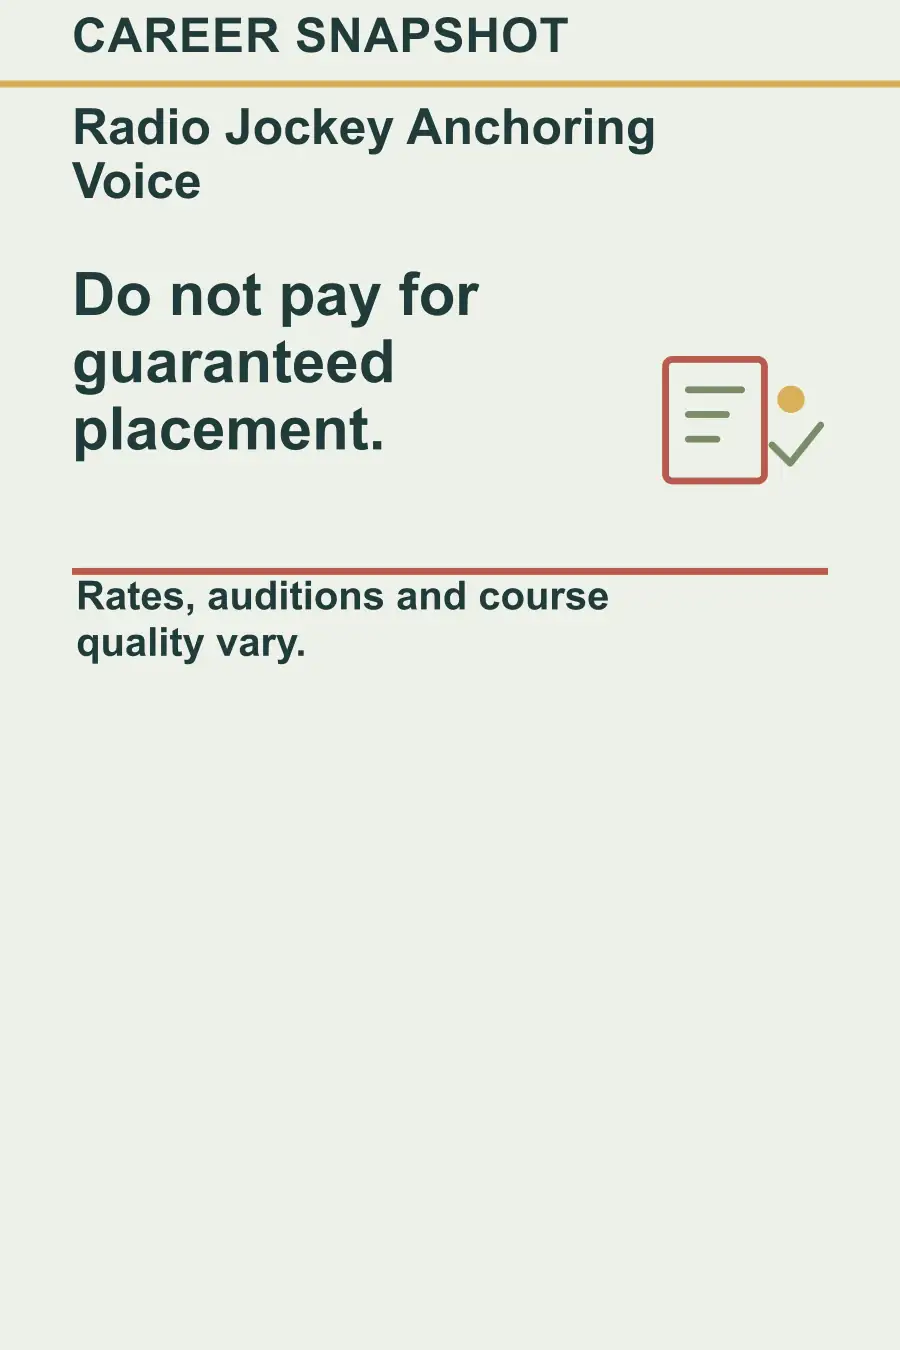 CAREER SNAPSHOT
Radio Jockey Anchoring
Voice
Do not pay for
guaranteed
placement.
Rates, auditions and course
quality vary.